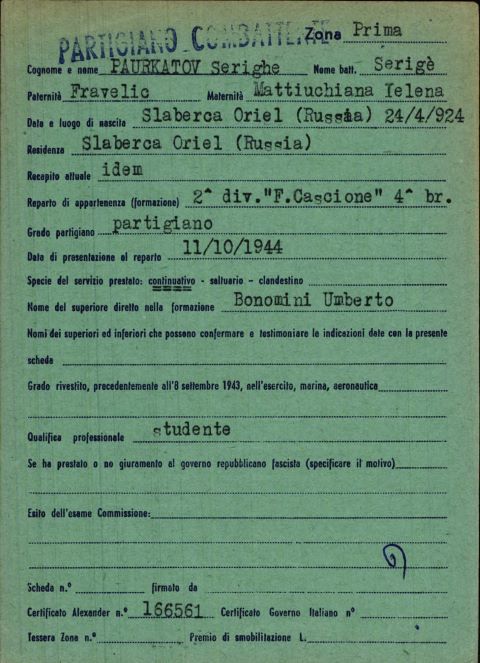 PARTIGIANO COMBATTENTE Zona Prima
Cognome e nome PAURKATOV Serighe Nome batt. Serigè
Paternità Fravelic Maternità Mattiuchiana Ielena
Data e luogo di nascita Slaberca Oriel (Russia) 24/4/924
Residenza Slaberca Oriel (Russia)
Recapito attuale idem
Reparto di appartenenza (formazione) 2^ div."F.Cascione" 4^ br.
Grado partigiano partigiano
Data di presentazione al reparto 11/10/1944
Specie del servizio prestato: continuativo - saltuario - clandestino
Nome del superiore diretto nella formazione Bonomini Umberto
Nomi dei superiori ed inferiori che possono confermare e testimoniare le indicazioni date con la presente
scheda
Grado rivestito, precedentemente all'8 settembre 1943, nell'esercito, marina, aeronautica
Qualifica professionale studente
Se ha prestato o no giuramento al governo repubblicano fascista (specificare il motivo)
Esito dell'esame Commissione:
Scheda n.° firmato da
Certificato Alexander n.° 166561 Certificato Governo Italiano n°
Tessera Zona n.° Premio di smobilitazione L.